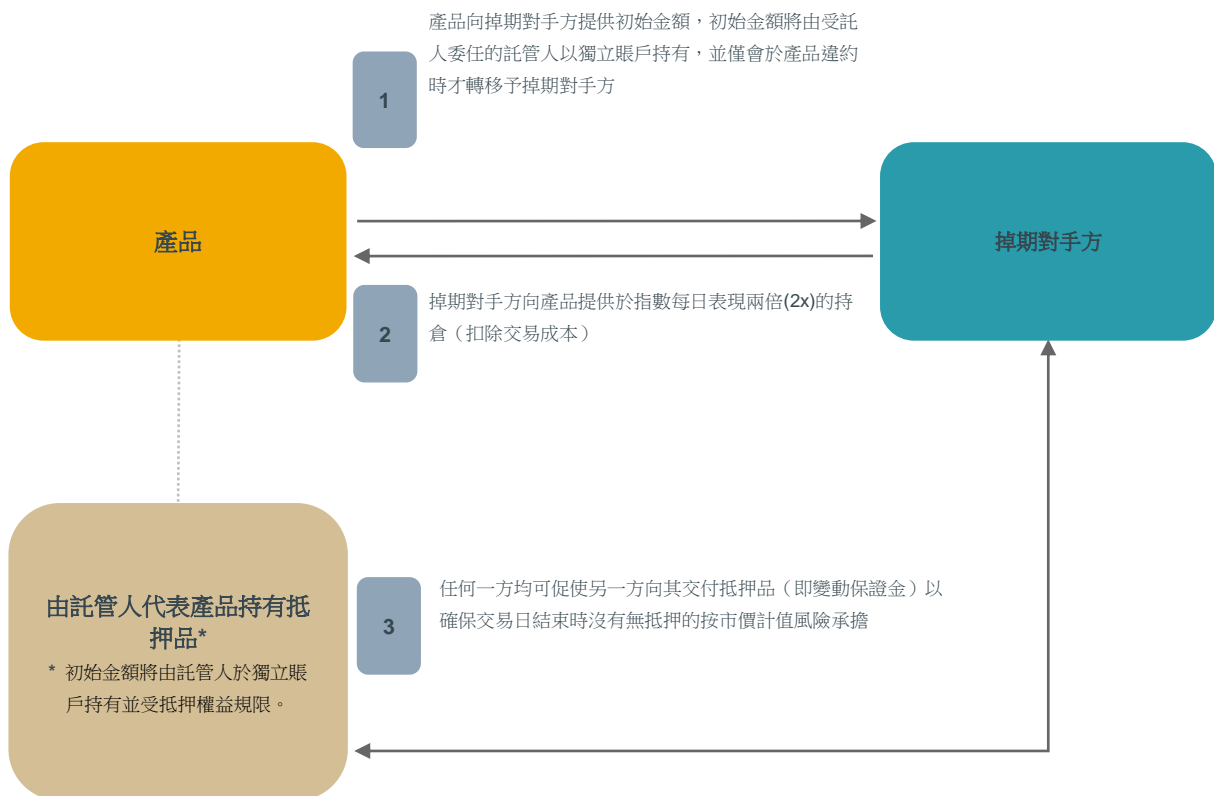 產品向掉期對手方提供初始金額,初始金額將由受託
人委任的託管人以獨立賬戶持有,並僅會於產品違約
時才轉移予掉期對手方
1
產品
掉期對手方
2
掉期對手方向產品提供於指數每日表現兩倍(2x)的持
倉(扣除交易成本)
由託管人代表產品持有抵
押品*
* 初始金額將由託管人於獨立賬
戶持有並受抵押權益規限。
3
任何一方均可促使另一方向其交付抵押品(即變動保證金)以
確保交易日結束時沒有無抵押的按市價計值風險承擔